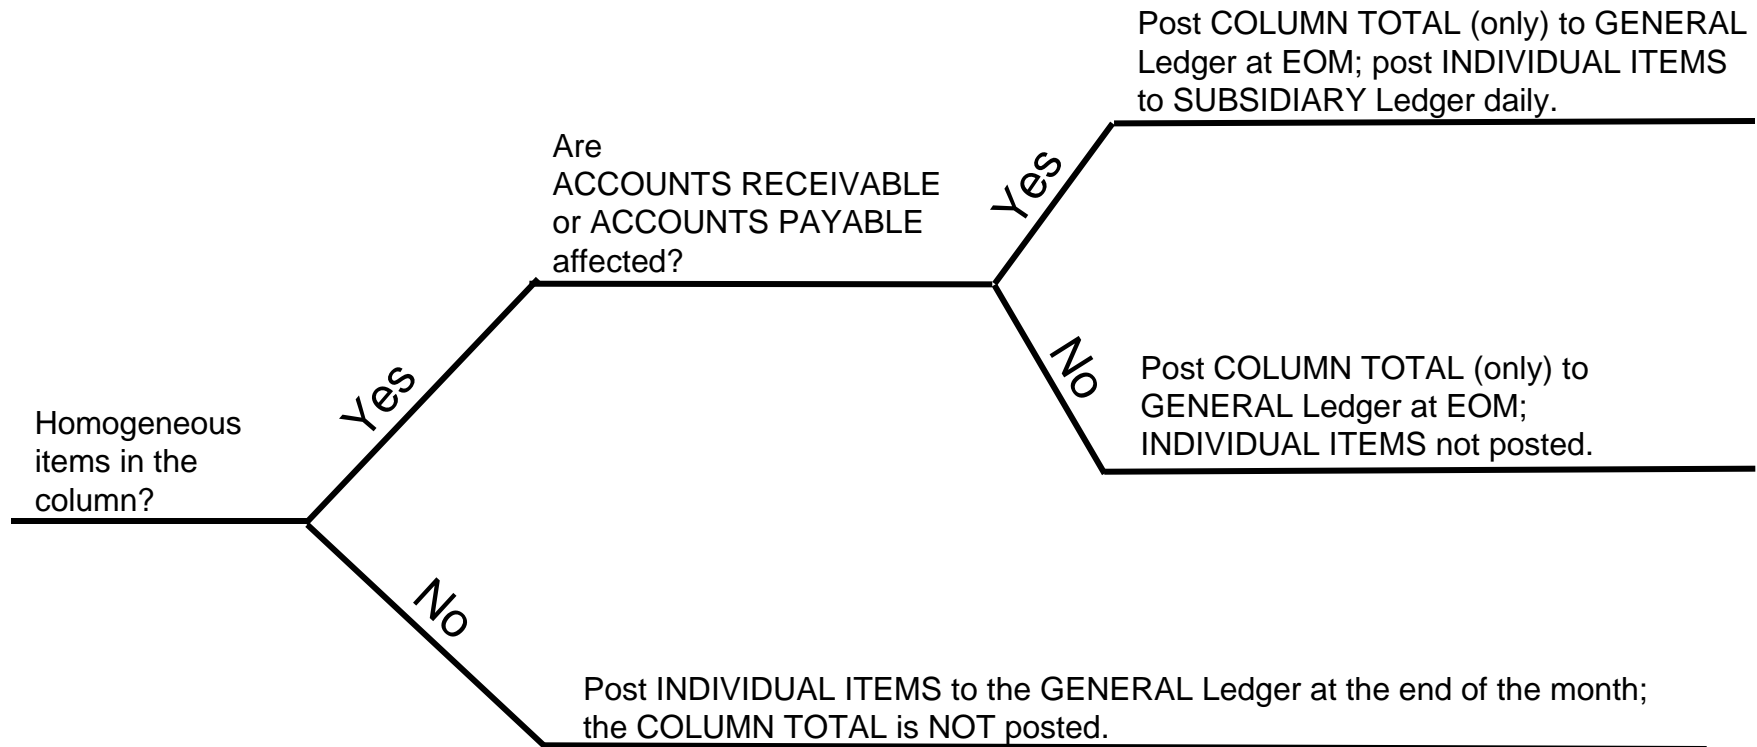 Post COLUMN TOTAL (only) to GENERAL
Ledger at EOM; post INDIVIDUAL ITEMS
to SUBSIDIARY Ledger daily.
Are
ACCOUNTS RECEIVABLE
or ACCOUNTS PAYABLE
affected?
Yes
No
Post COLUMN TOTAL (only) to
GENERAL Ledger at EOM;
INDIVIDUAL ITEMS not posted.
Yes
Homogeneous
items in the
column?
No
Post INDIVIDUAL ITEMS to the GENERAL Ledger at the end of the month;
the COLUMN TOTAL is NOT posted.